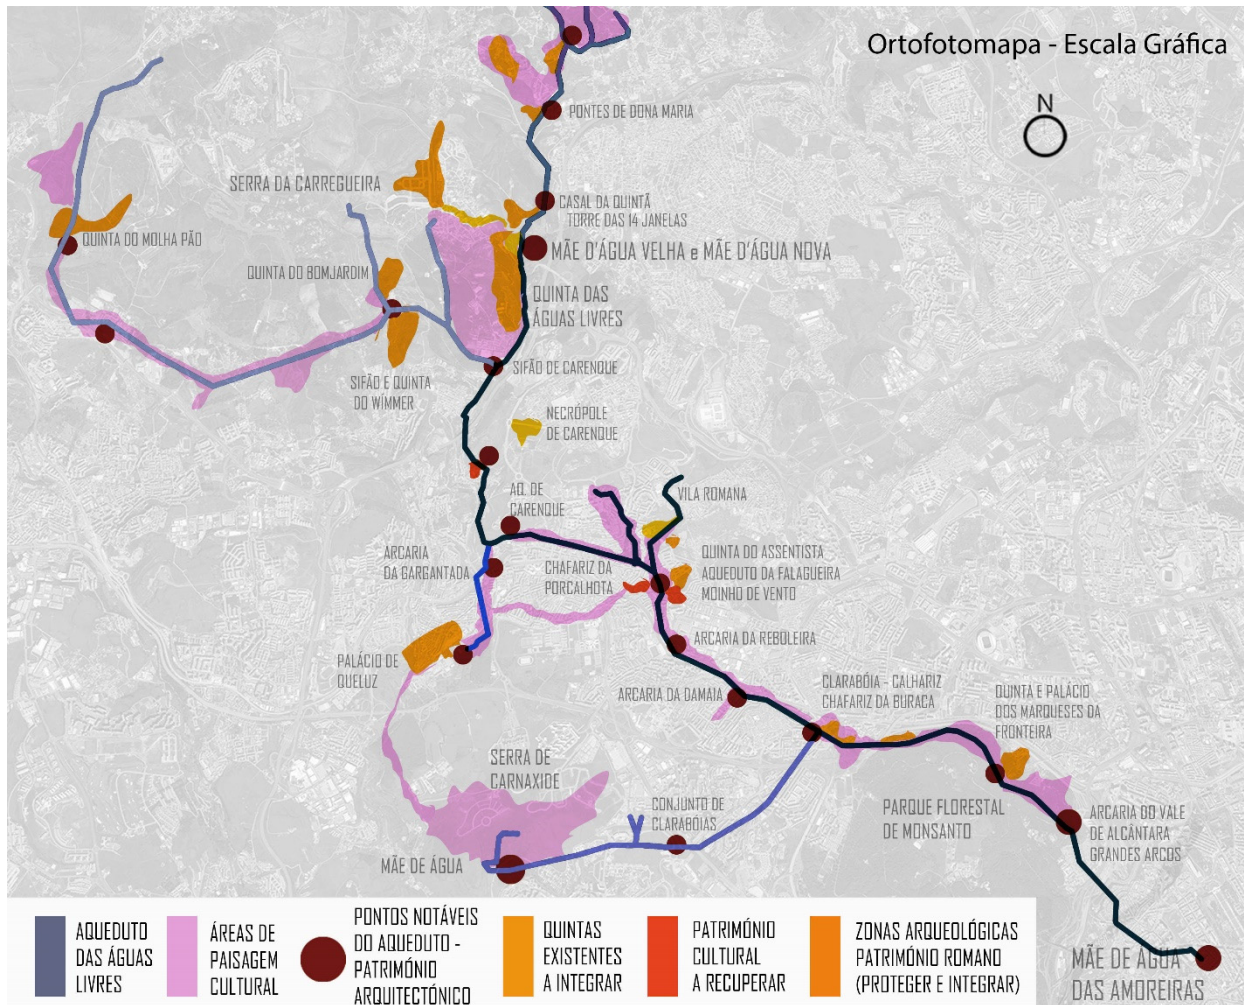 Ortofotomapa - Escala Gráfica
N
PONTES DE DONA MARIA
SERRA DA CARREGUEIRA
CASAL DA QUINTÃ
TORRE DAS 14 JANELAS
QUINTA DO MOLHA PÃO
MÃE D'ÁGUA VELHA e MÃE D'ÁGUA NOVA
QUINTA DO BOMJARDIM
QUINTA DAS
ÁGUAS LIVRES
SIFÃO DE CARENQUE
SIFÃO E QUINTA
DO WIMMER
NECRÓPOLE
DE CARENQUE
AQ. DE
CARENQUE
VILA ROMANA
ARCARIA
DA GARGANTADA
CHAFARIZ DA
PORCALHOTA
QUINTA DO ASSENTISTA
AQUEDUTO DA FALAGUEIRA
MOINHO DE VENTO
ARCARIA DA REBOLEIRA
PALÁCIO DE
QUELUZ
ARCARIA DA DAMAIA
CLARABÓIA - CALHARIZ
CHAFARIZ DA BURACA
QUINTA E PALÁCIO
DOS MARQUESES DA
FRONTEIRA
SERRA DE
CARNAXIDE
CONJUNTO DE
CLARABÓIAS
PARQUE FLORESTAL
DE MONSANTO
ARCARIA DO VALE
DE ALCÂNTARA
GRANDES ARCOS
MÃE DE ÁGUA
MÃE DE ÁGUA
DAS AMOREIRAS
AQUEDUTO
DAS ÁGUAS
LIVRES
ÁREAS DE
PAISAGEM
CULTURAL
PONTOS NOTÁVEIS
DO AQUEDUTO -
PATRIMÓNIO
ARQUITECTÓNICO
QUINTAS
EXISTENTES
A INTEGRAR
PATRIMÓNIO
CULTURAL
A RECUPERAR
ZONAS ARQUEOLÓGICAS
PATRIMÓNIO ROMANO
(PROTEGER E INTEGRAR)